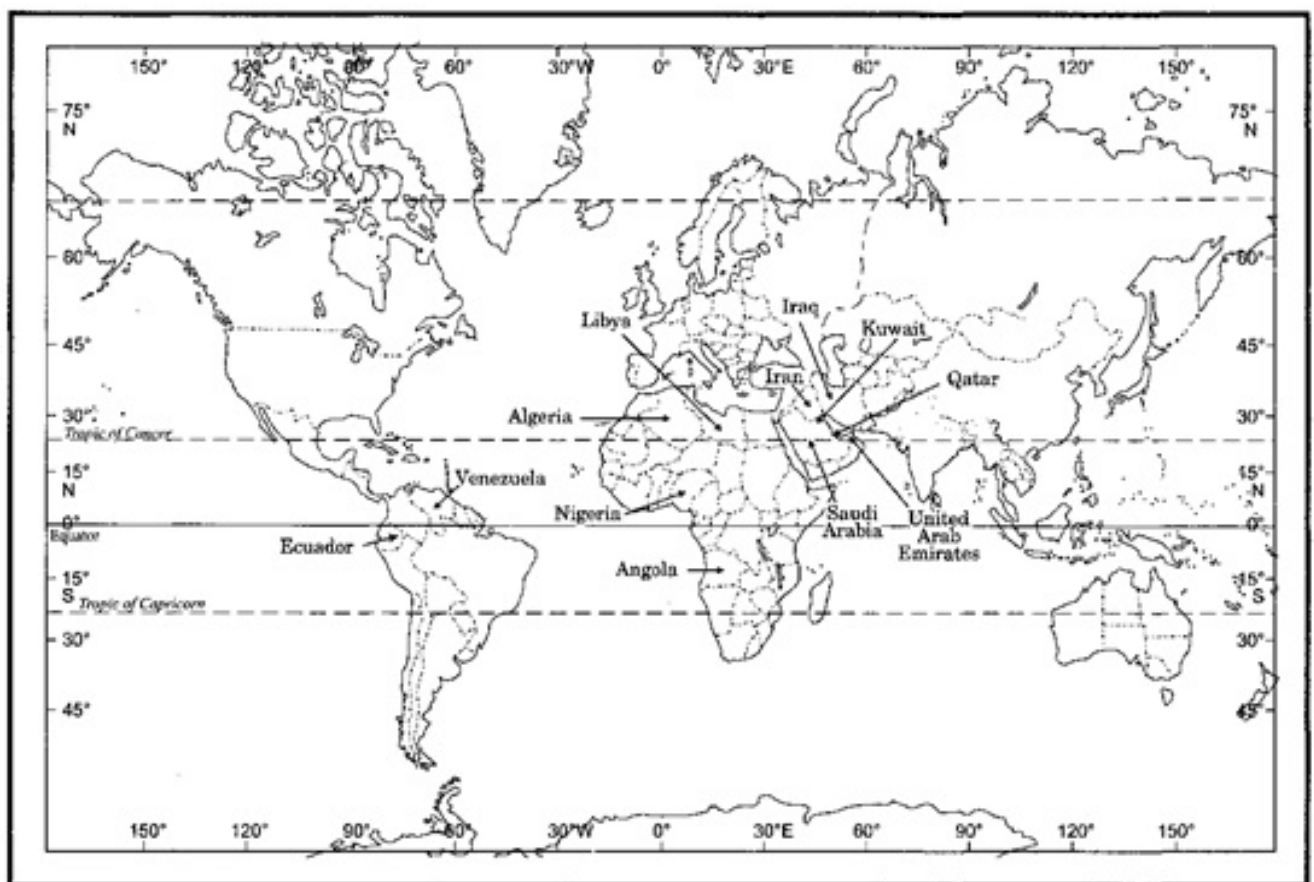 150° 120° 90° 60° 30°W 0° 30°E 60° 90° 120° 150°
75°
N
75°
N
60°
60°
Iraq
Libya
Kuwait
45°
45°
Iran
Qatar
Algeria
30°
30°
Tropic of Cancer
15°
N
15°
N
Venezuela
Nigeria
Saudi
Arabia
United
Arab
Emirates
0°
0°
Equator
Ecuador
Angola
15°
S
15°
S
Tropic of Capricorn
30°
30°
45°
45°
150° 120° 90° 60° 30°W 0° 30°E 60° 90° 120° 150°